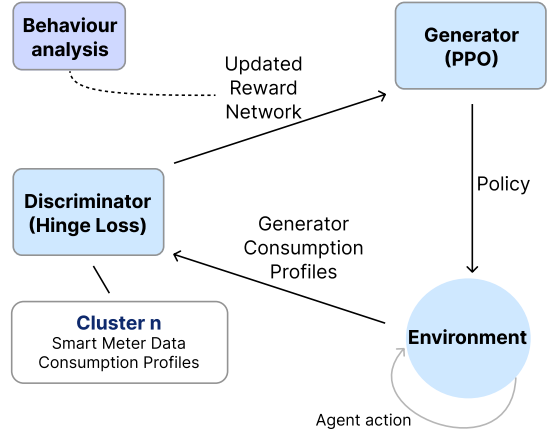 Behaviour
analysis
Updated
Reward
Network
Generator
(PPO)
Policy
Discriminator
(Hinge Loss)
Generator
Consumption
Profiles
Cluster n
Smart Meter Data
Consumption Profiles
Environment
Agent action